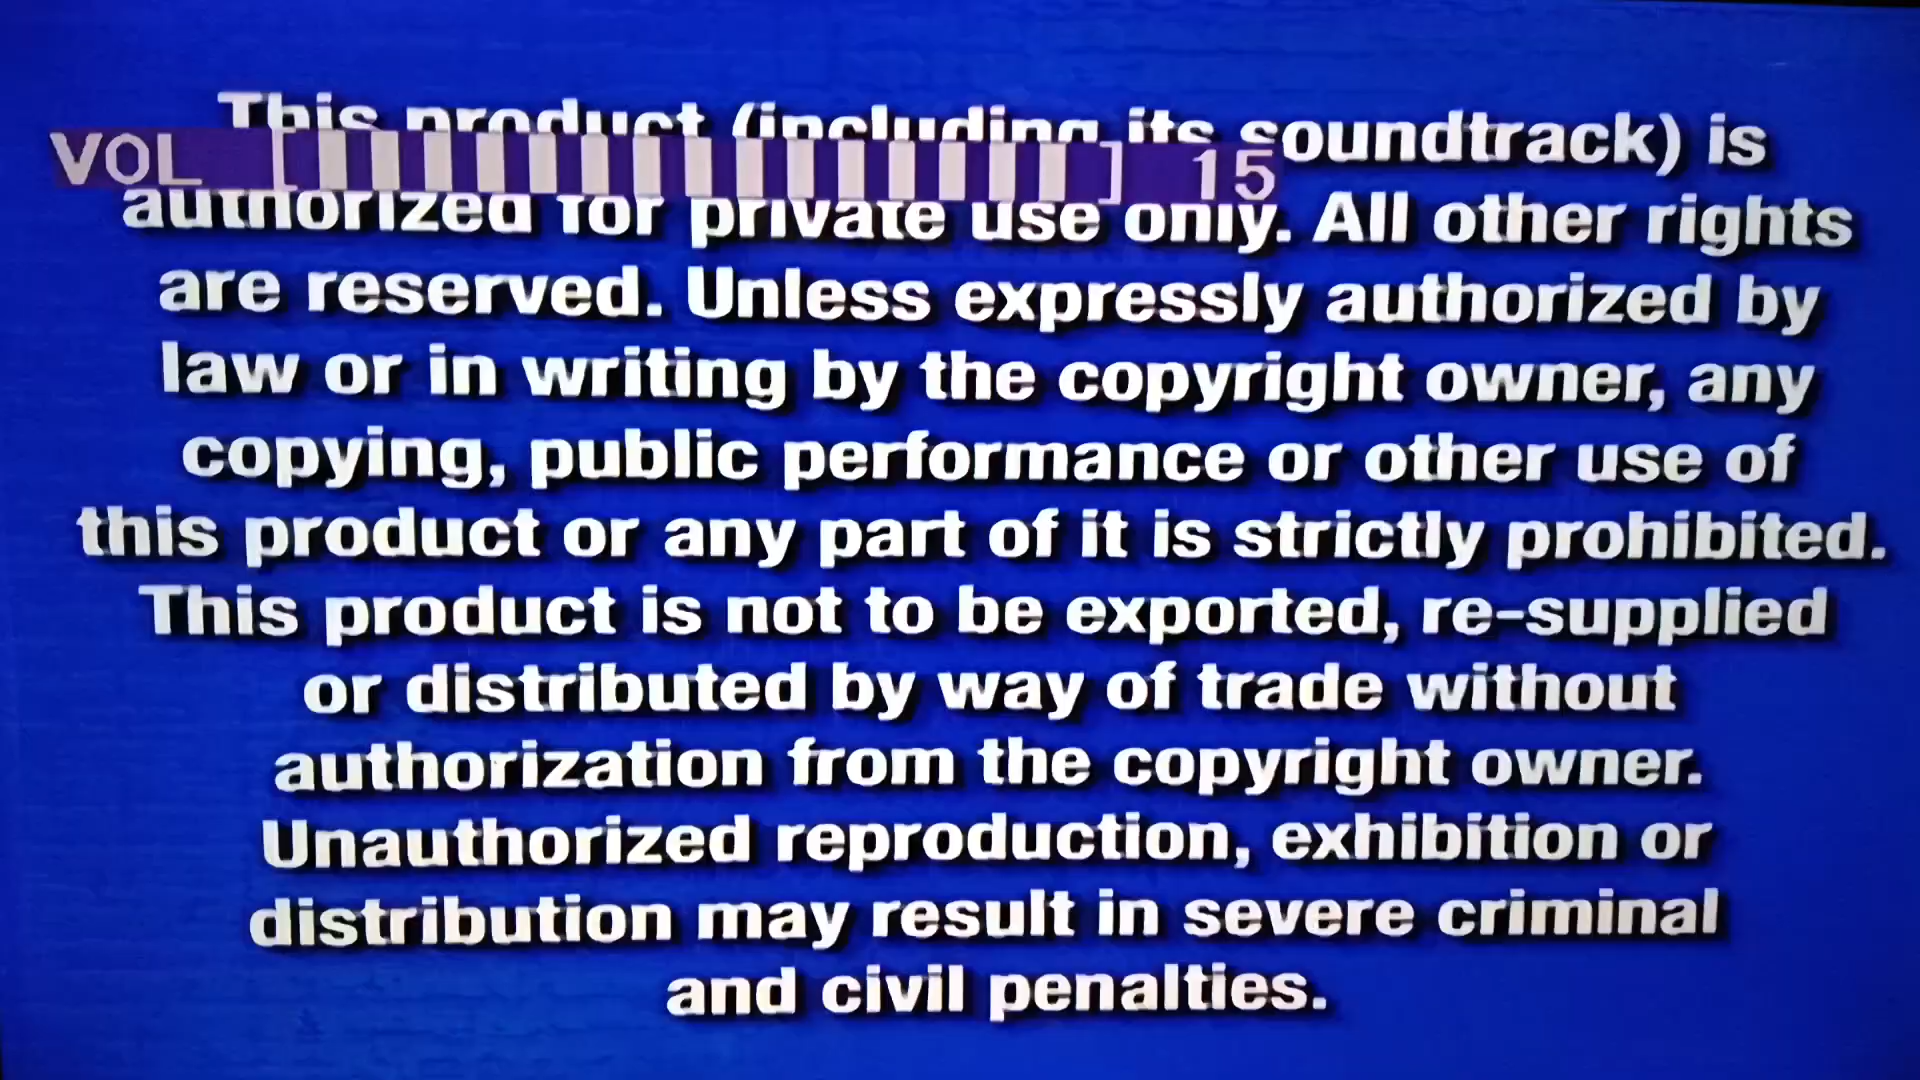 This product (including its soundtrack) is
VOL [ ] 15
authorized for private use only. All other rights
are reserved. Unless expressly authorized by
law or in writing by the copyright owner, any
copying, public performance or other use of
this product or any part of it is strictly prohibited.
This product is not to be exported, re-supplied
or distributed by way of trade without
authorization from the copyright owner.
Unauthorized reproduction, exhibition or
distribution may result in severe criminal
and civil penalties.